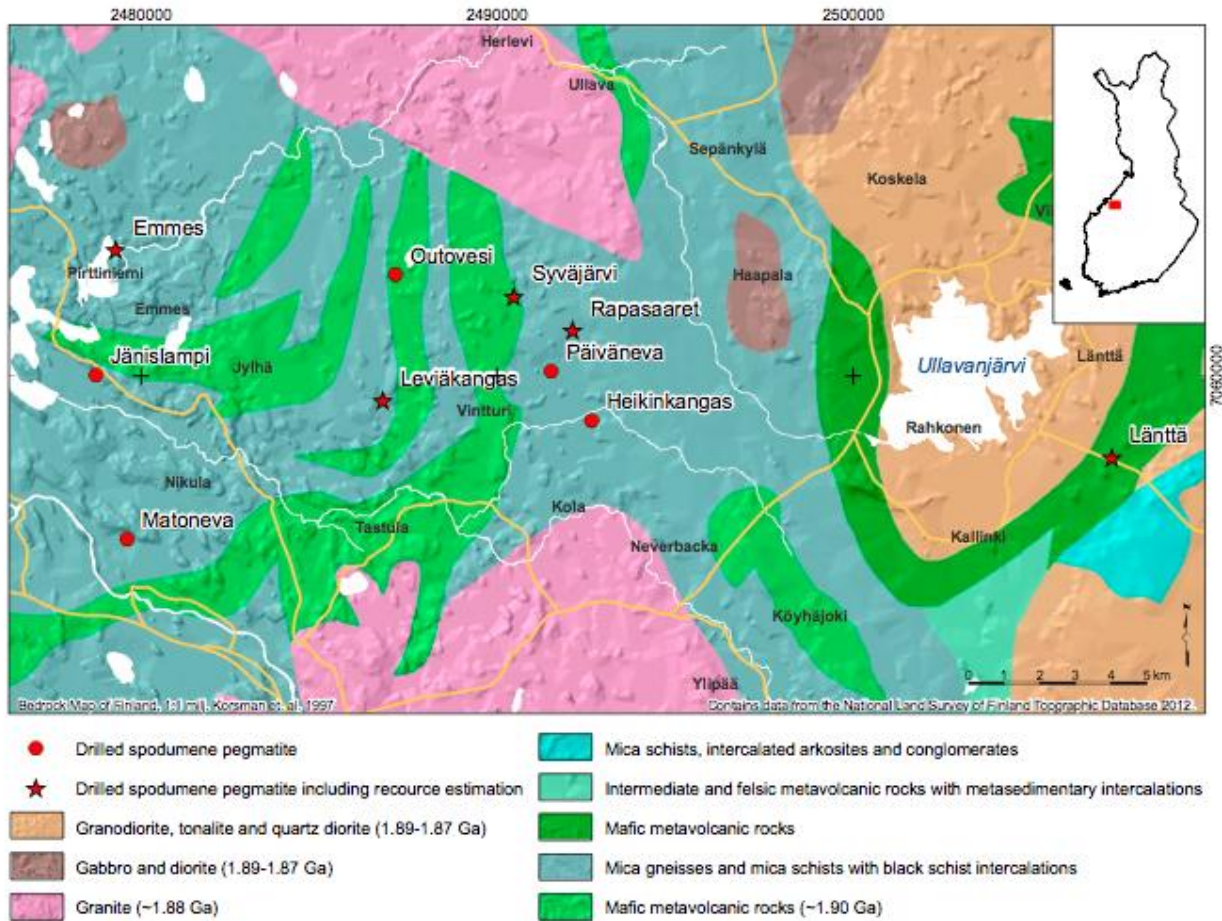 2480000
2490000
2500000
Herlevi
Ullava
Sepänkylä
Koskela
Emmes
Pirttiniemi
Outovesi
Syväjärvi
Haapala
Emmes
Rapasaaret
Jänislampi
Päiväneva
Jylhä
Ullavanjärvi
Länttä
7060000
Leviäkangas
Vintturi
Heikinkangas
Rahkonen
Länttä
Nikula
Matoneva
Tastula
Kola
Neverbacka
Kallinki
Köyhäjoki
Ylipää
0 1 2 3 4 5 km
Bedrock Map of Finland, 1:1 milj. Korsman et. al. 1997
Contains data from the National Land Survey of Finland Topographic Database 2012.
Drilled spodumene pegmatite
Drilled spodumene pegmatite including recource estimation
Granodiorite, tonalite and quartz diorite (1.89-1.87 Ga)
Gabbro and diorite (1.89-1.87 Ga)
Granite (~1.88 Ga)
Mica schists, intercalated arkosites and conglomerates
Intermediate and felsic metavolcanic rocks with metasedimentary intercalations
Mafic metavolcanic rocks
Mica gneisses and mica schists with black schist intercalations
Mafic metavolcanic rocks (~1.90 Ga)